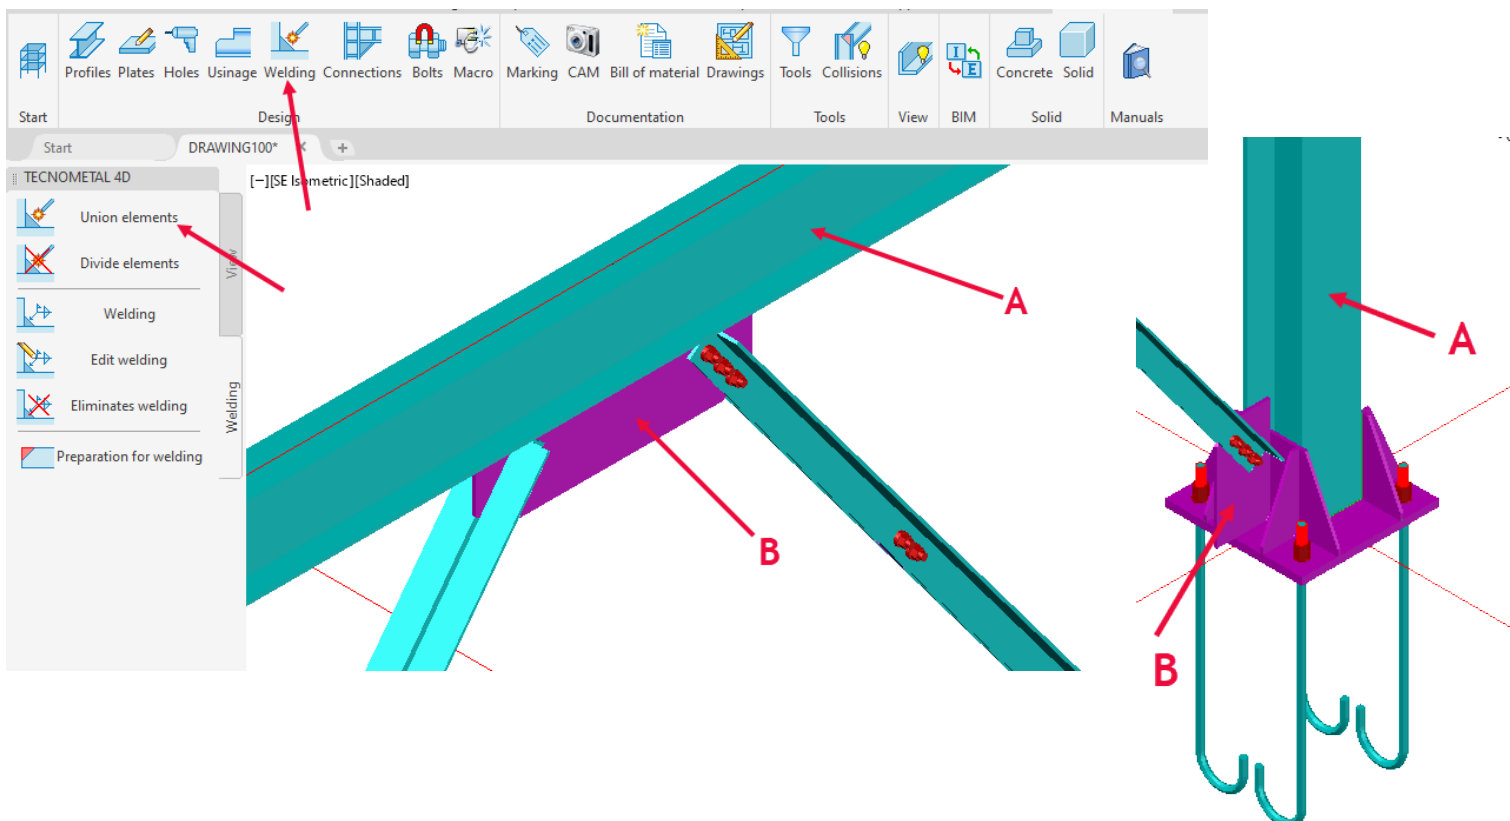 Profiles Plates Holes Usinage Welding Connections Bolts Macro Marking CAM Bill of material Drawings Tools Collisions Concrete Solid
Start Design Documentation Tools View BIM Solid Manuals
Start DRAWING100* × +
TECNOMETAL 4D
[−][SE Isometric][Shaded]
Union elements
Divide elements
View
Welding
Edit welding
Eliminates welding
Welding
Preparation for welding
A
B
A
B